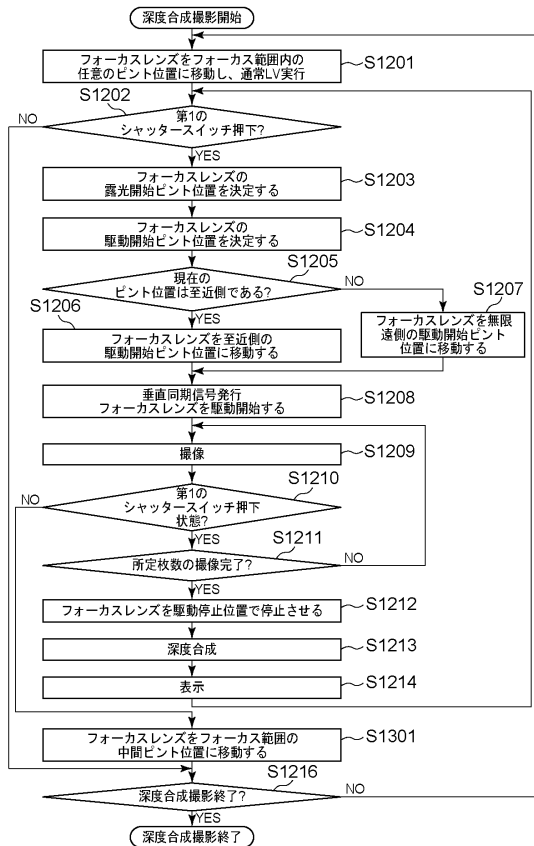 深度合成撮影開始
フォーカスレンズをフォーカス範囲内の
任意のピント位置に移動し、通常LV実行
S1201
S1202
NO
第1の
シャッタースイッチ押下?
YES
フォーカスレンズの
露光開始ピント位置を決定する
S1203
フォーカスレンズの
駆動開始ピント位置を決定する
S1204
S1205
現在の
ピント位置は至近側である?
NO
S1206
YES
S1207
フォーカスレンズを至近側の
駆動開始ピント位置に移動する
フォーカスレンズを無限
遠側の駆動開始ピント
位置に移動する
垂直同期信号発行
フォーカスレンズを駆動開始する
S1208
撮像
S1209
S1210
NO
第1の
シャッタースイッチ押下
状態?
YES
S1211
所定枚数の撮像完了?
NO
YES
フォーカスレンズを駆動停止位置で停止させる
S1212
深度合成
S1213
表示
S1214
フォーカスレンズをフォーカス範囲の
中間ピント位置に移動する
S1301
S1216
深度合成撮影終了?
NO
YES
深度合成撮影終了